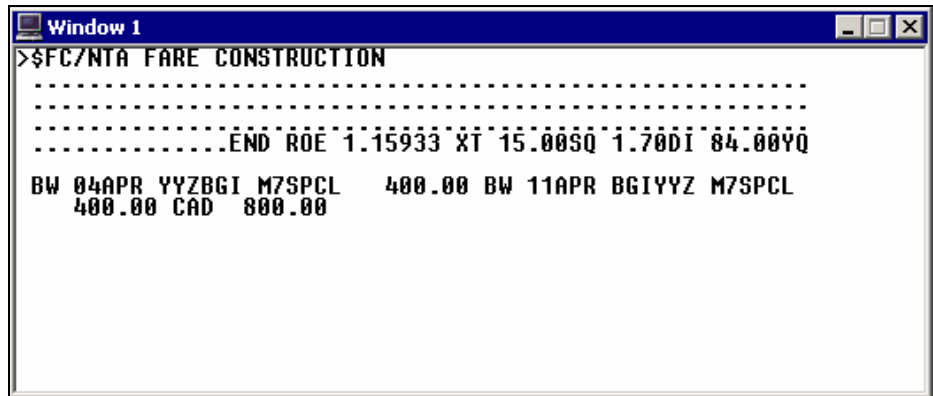 Window 1
>$FC/NTA FARE CONSTRUCTION
.......................................................
.......................................................
.......................................................
..............END ROE 1.15933 XT 15.00SQ 1.70DI 84.00YQ
BW 04APR YYZBGI M7SPCL   400.00 BW 11APR BGIYYZ M7SPCL
400.00 CAD  800.00